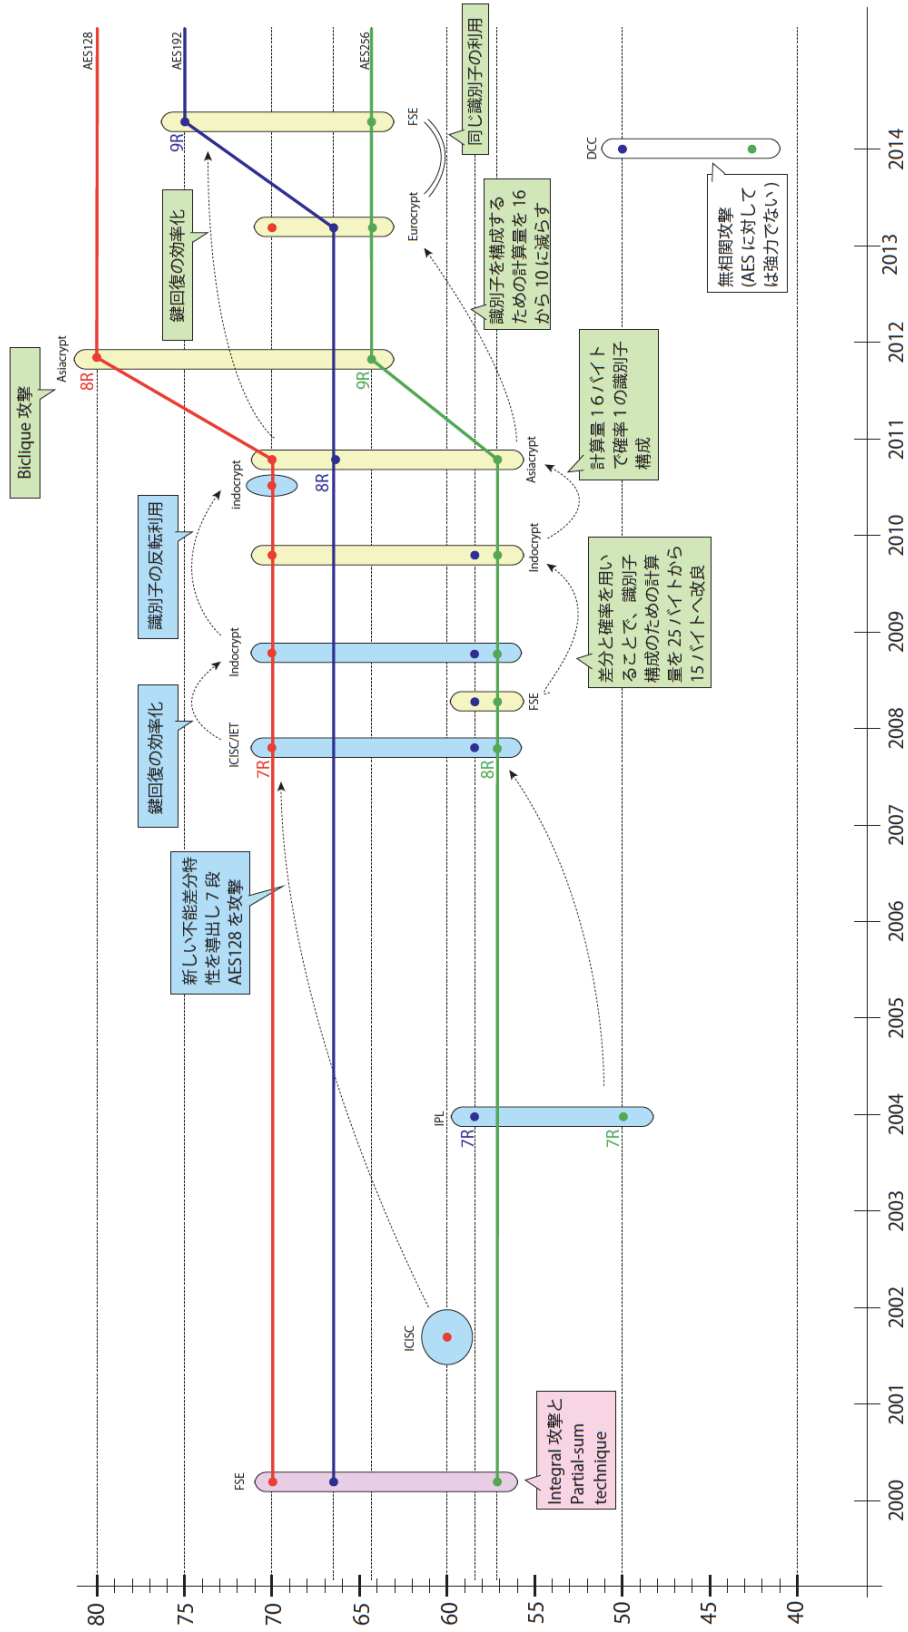 AES128
AES192
AES256
Biclique 攻撃
Asiacrypt
8R
9R
9R
FSE
同じ識別子の利用
鍵回復の効率化
Eurocrypt
識別子を構成する
ための計算量を 16
から 10 に減らす
DCC
無相関攻撃
(AES に対して
は強力でない )
識別子の反転利用
indocrypt
8R
Asiacrypt
計算量 1 6 バイト
で確率 1 の識別子
構成
鍵回復の効率化
Indocrypt
Indocrypt
差分と確率を用い
ることで、識別子
構成のための計算
量を 25 バイトから
15 バイトへ改良
ICISC/IET
7R
8R
FSE
新しい不能差分特
性を導出し 7 段
AES128 を攻撃
IPL
7R
7R
ICISC
FSE
Integral 攻撃と
Partial-sum
technique
80
75
70
65
60
55
50
45
40
2000
2001
2002
2003
2004
2005
2006
2007
2008
2009
2010
2011
2012
2013
2014